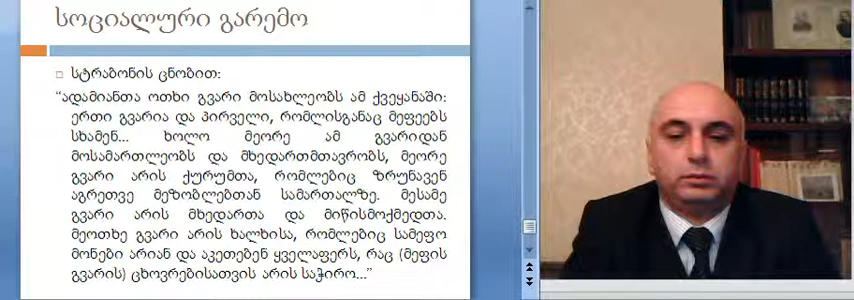 სოციალური გარემო
სტრაბონის ცნობით:
“ადამიანთა ოთხი გვარი მოსახლეობს ამ ქვეყანაში:
ერთი გვარია და პირველი, რომლისგანაც მეფეებს
სხამენ... ხოლო მეორე ამ გვარიდან
მოსამართლეობს და მხედართმთავრობს, მეორე
გვარი არის ქურუმთა, რომლებიც ზრუნავენ
აგრეთვე მეზობლებთან სამართალზე. მესამე
გვარი არის მხედართა და მიწისმოქმედთა.
მეოთხე გვარი არის ხალხისა, რომლებიც სამეფო
მონები არიან და აკეთებენ ყველაფერს, რაც (მეფის
გვარის) ცხოვრებისათვის არის საჭირო...”